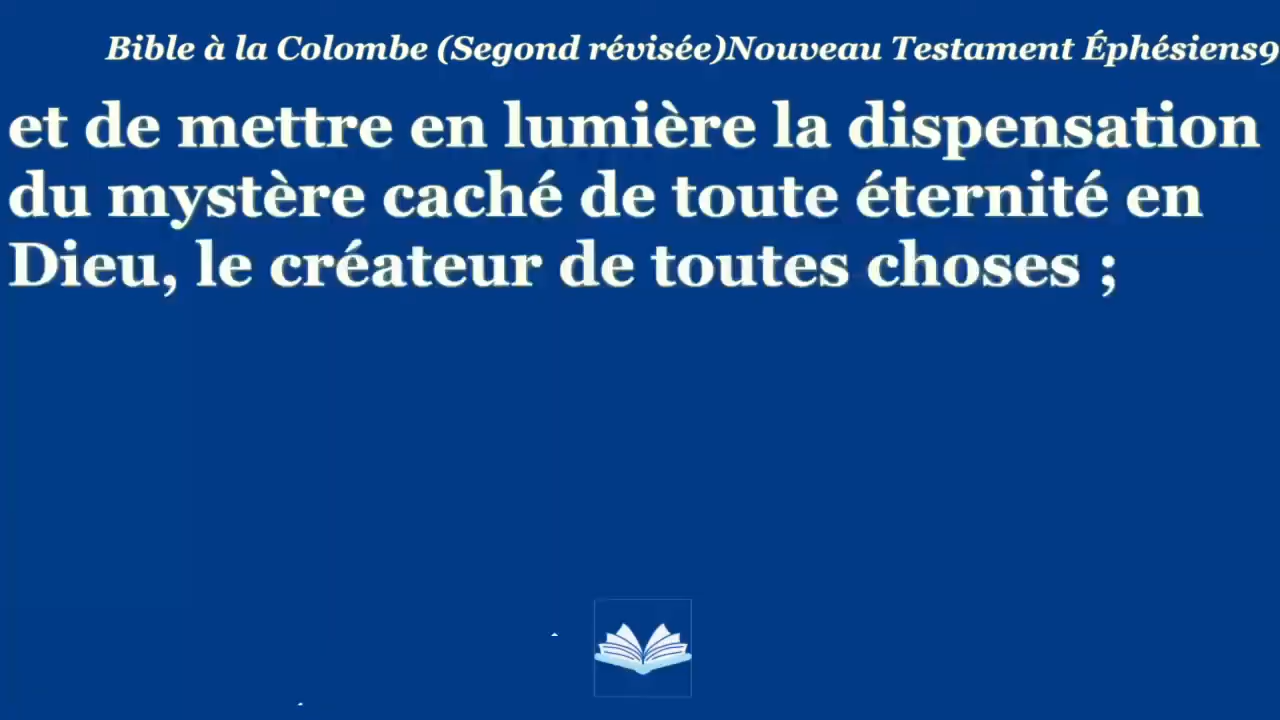 Bible à la Colombe (Segond révisée)Nouveau Testament Éphésiens9
et de mettre en lumière la dispensation
du mystère caché de toute éternité en
Dieu, le créateur de toutes choses ;